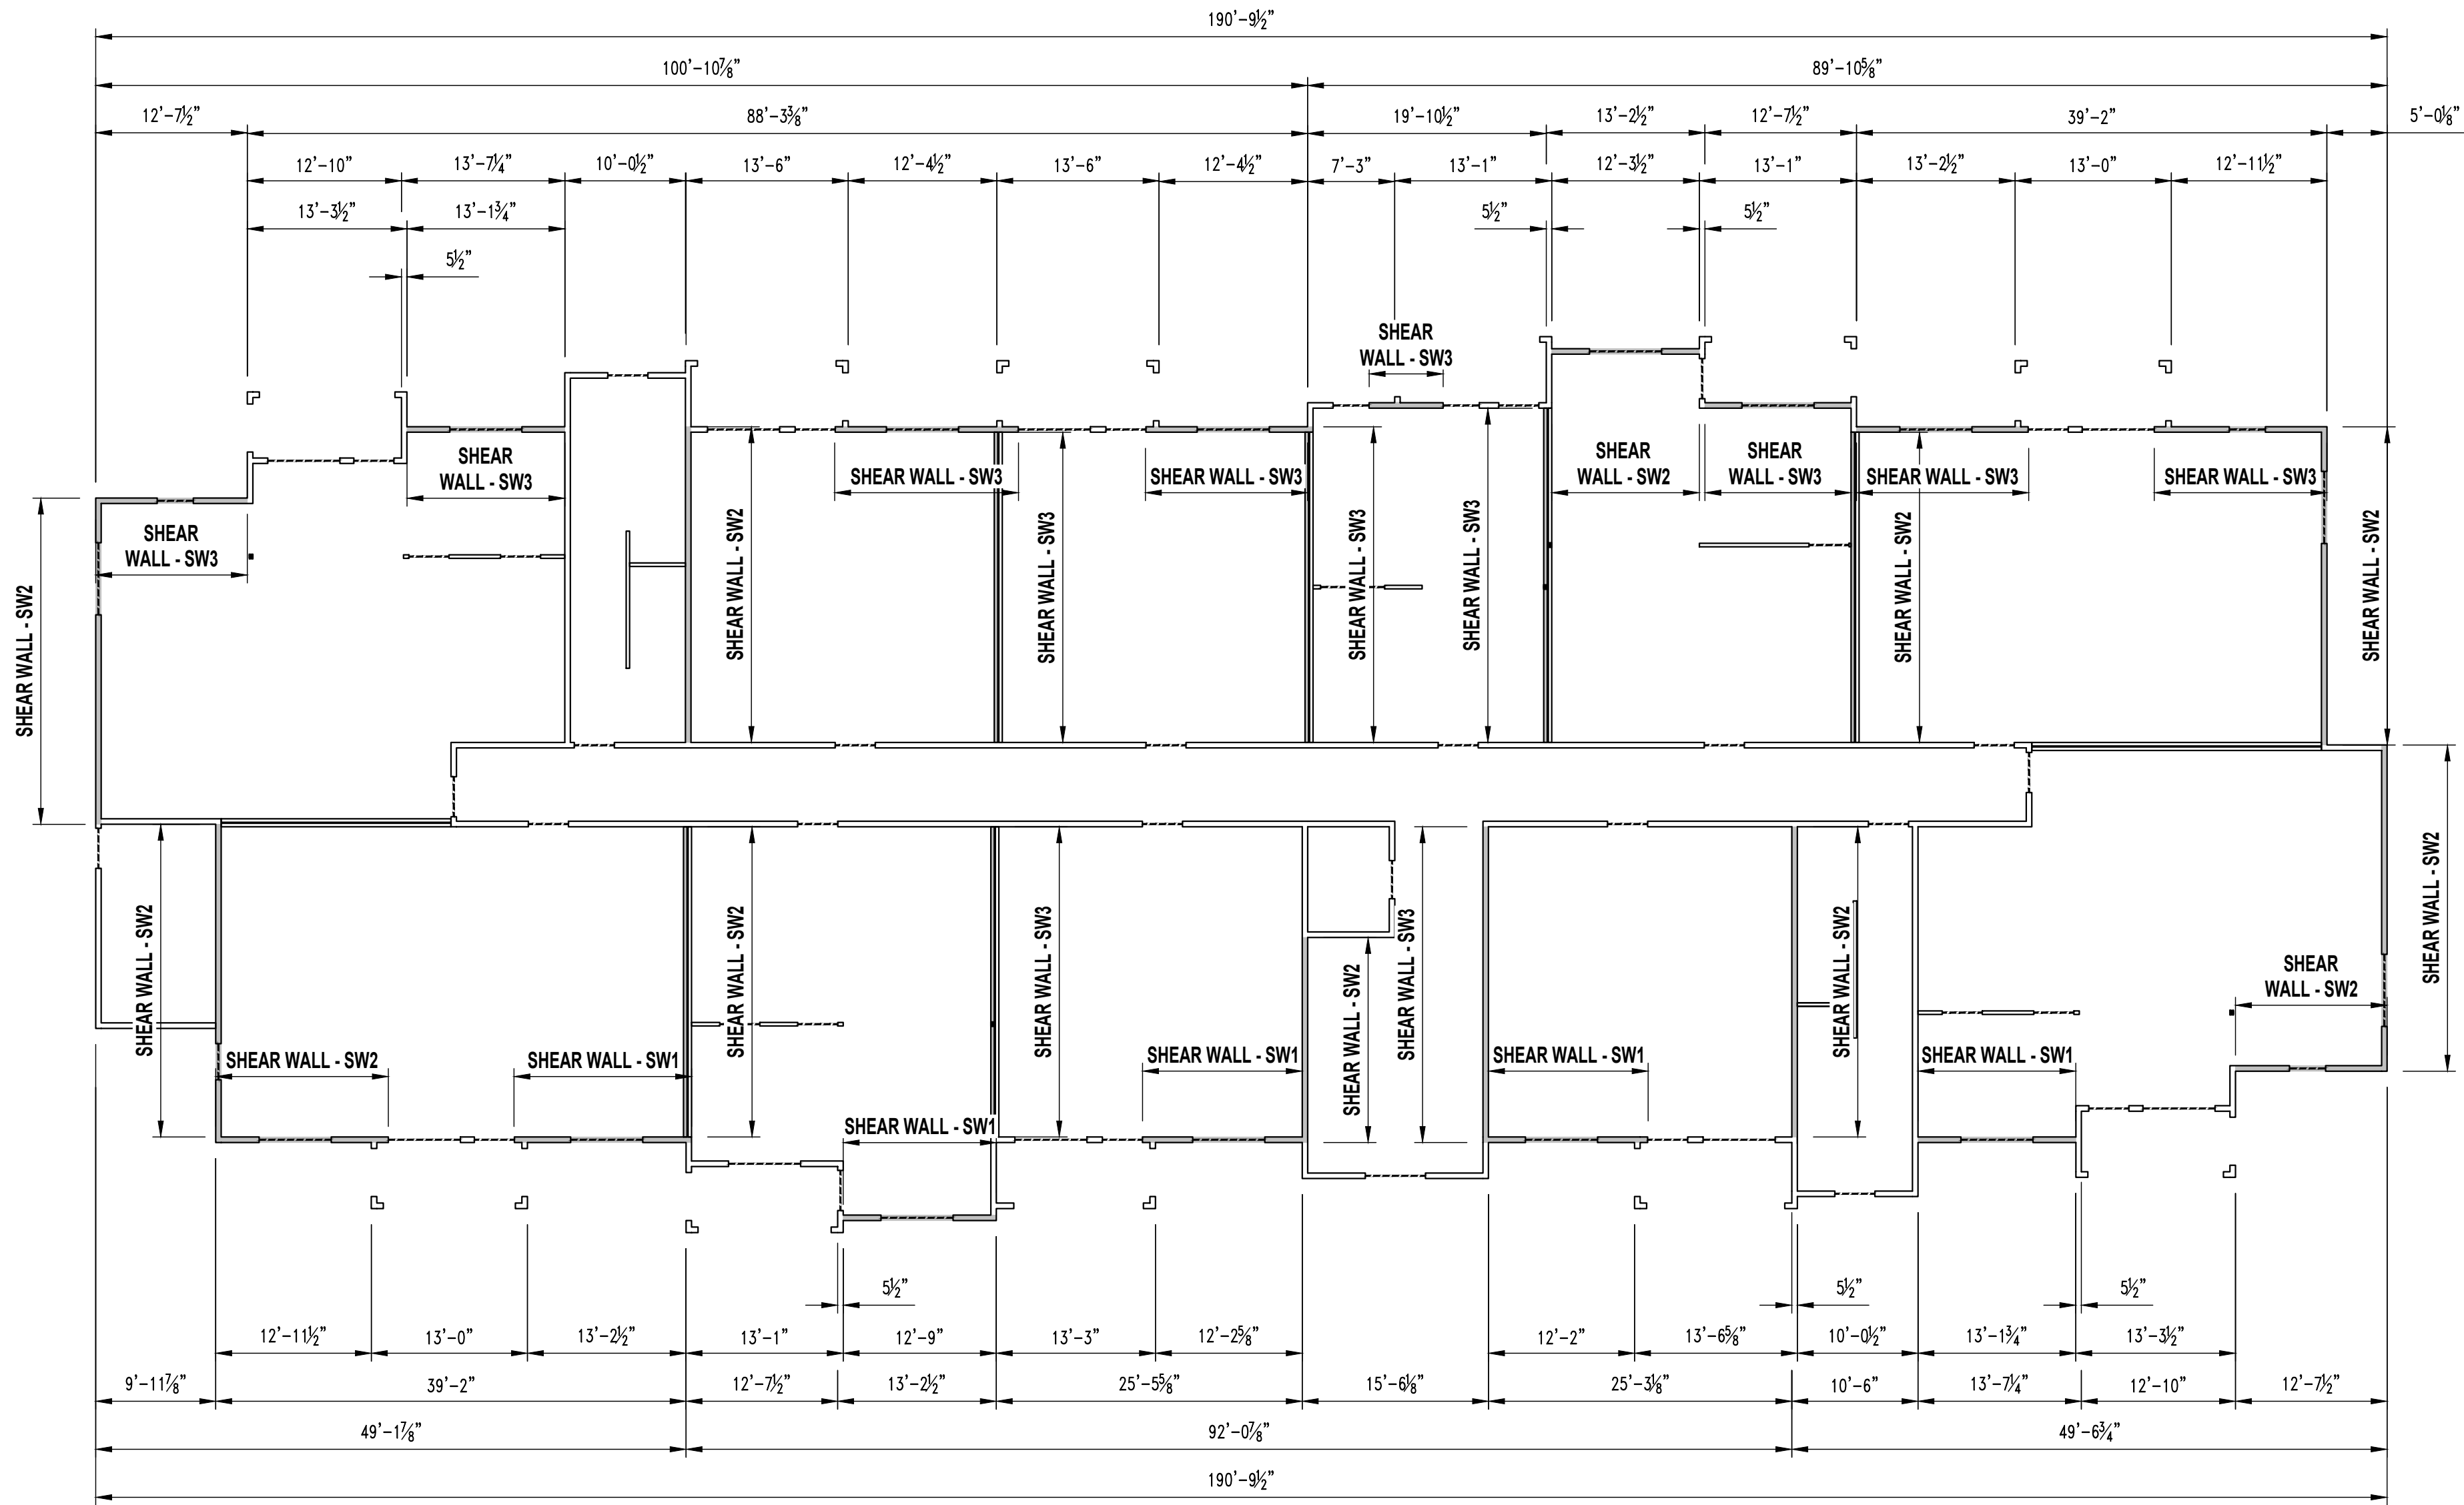 190'-9½"
100'-10⅞"
89'-10⅝"
12'-7½"
88'-3⅜"
19'-10½"
13'-2½"
12'-7½"
39'-2"
5'-0⅛"
12'-10"
13'-7¼"
10'-0½"
13'-6"
12'-4½"
13'-6"
12'-4½"
7'-3"
13'-1"
12'-3½"
13'-1"
13'-2½"
13'-0"
12'-11½"
13'-3½"
13'-1¾"
5½"
5½"
5½"
SHEAR
WALL - SW3
SHEAR
WALL - SW3
SHEAR WALL - SW3
SHEAR WALL - SW3
SHEAR
WALL - SW2
SHEAR
WALL - SW3
SHEAR WALL - SW3
SHEAR WALL - SW3
SHEAR
WALL - SW3
SHEAR WALL - SW2
SHEAR WALL - SW2
SHEAR WALL - SW3
SHEAR WALL - SW3
SHEAR WALL - SW3
SHEAR WALL - SW2
SHEAR WALL - SW2
SHEAR WALL - SW2
SHEAR WALL - SW2
SHEAR WALL - SW3
SHEAR WALL - SW2
SHEAR WALL - SW3
SHEAR WALL - SW2
SHEAR WALL - SW2
SHEAR
WALL - SW2
SHEAR WALL - SW2
SHEAR WALL - SW1
SHEAR WALL - SW1
SHEAR WALL - SW1
SHEAR WALL - SW1
SHEAR WALL - SW1
5½"
5½"
5½"
12'-11½"
13'-0"
13'-2½"
13'-1"
12'-9"
13'-3"
12'-2⅝"
12'-2"
13'-6⅝"
10'-0½"
13'-1¾"
13'-3½"
9'-11⅞"
39'-2"
12'-7½"
13'-2½"
25'-5⅝"
15'-6⅛"
25'-3⅛"
10'-6"
13'-7¼"
12'-10"
12'-7½"
49'-1⅞"
92'-0⅞"
49'-6¾"
190'-9½"